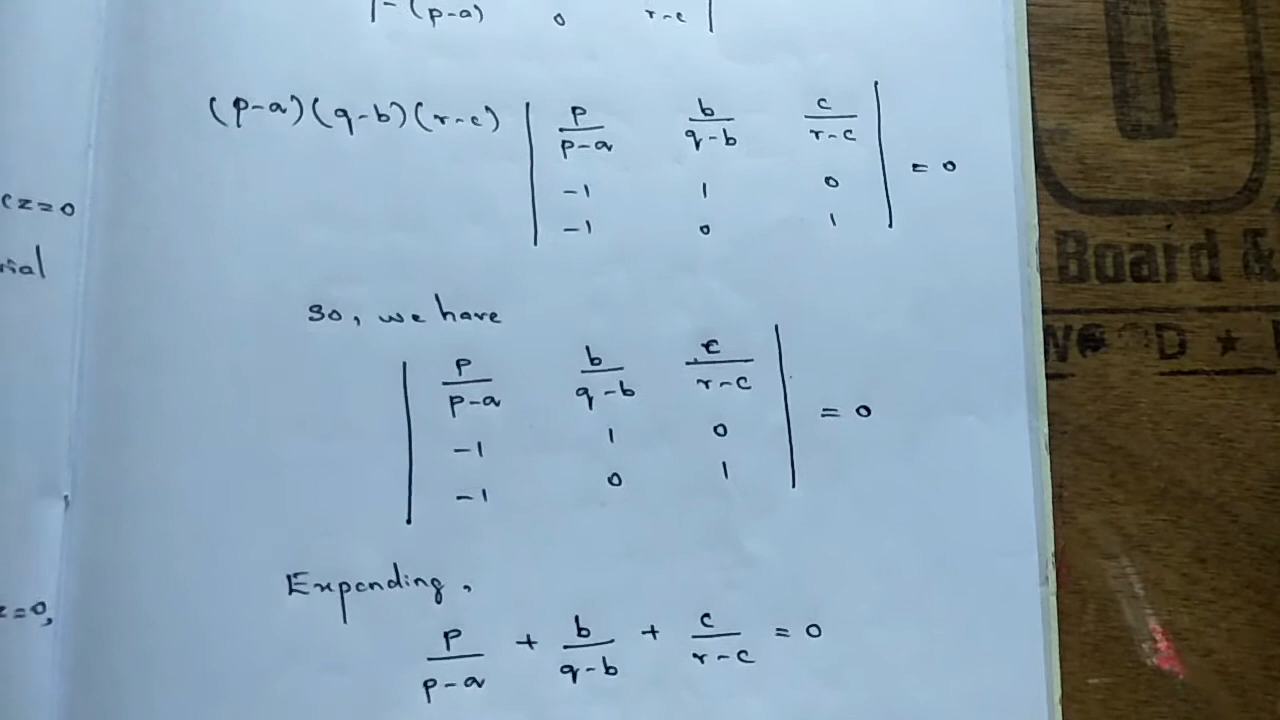 -(p-a) 0 r-c
(p-a)(q-b)(r-c) | p/(p-a) b/(q-b) c/(r-c) |
-1 1 0 = 0
-1 0 1
cz=0
rial
So, we have
| p/(p-a) b/(q-b) c/(r-c) |
-1 1 0 = 0
-1 0 1
z=0,
Expending,
p/(p-a) + b/(q-b) + c/(r-c) = 0
Board &